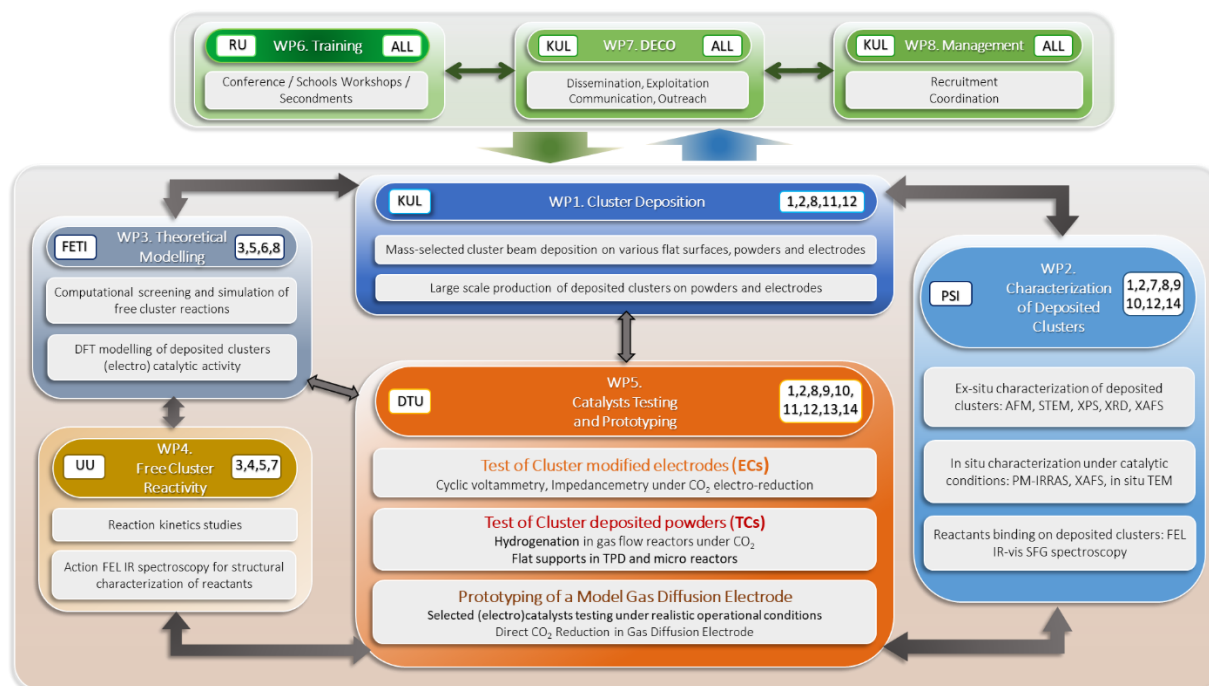 RU WP6. Training ALL
Conference / Schools Workshops /
Secondments
KUL WP7. DECO ALL
Dissemination, Exploitation
Communication, Outreach
KUL WP8. Management ALL
Recruitment
Coordination
KUL WP1. Cluster Deposition 1,2,8,11,12
Mass-selected cluster beam deposition on various flat surfaces, powders and electrodes
Large scale production of deposited clusters on powders and electrodes
FETI WP3. Theoretical
Modelling 3,5,6,8
Computational screening and simulation of
free cluster reactions
DFT modelling of deposited clusters
(electro) catalytic activity
UU WP4.
Free Cluster
Reactivity 3,4,5,7
Reaction kinetics studies
Action FEL IR spectroscopy for structural
characterization of reactants
DTU WP5.
Catalysts Testing
and Prototyping
1,2,8,9,10,
11,12,13,14
Test of Cluster modified electrodes (ECs)
Cyclic voltammetry, Impedancemetry under CO2 electro-reduction
Test of Cluster deposited powders (TCs)
Hydrogenation in gas flow reactors under CO2
Flat supports in TPD and micro reactors
Prototyping of a Model Gas Diffusion Electrode
Selected (electro)catalysts testing under realistic operational conditions
Direct CO2 Reduction in Gas Diffusion Electrode
PSI WP2.
Characterization
of Deposited
Clusters
1,2,7,8,9
10,12,14
Ex-situ characterization of deposited
clusters: AFM, STEM, XPS, XRD, XAFS
In situ characterization under catalytic
conditions: PM-IRRAS, XAFS, in situ TEM
Reactants binding on deposited clusters: FEL
IR-vis SFG spectroscopy